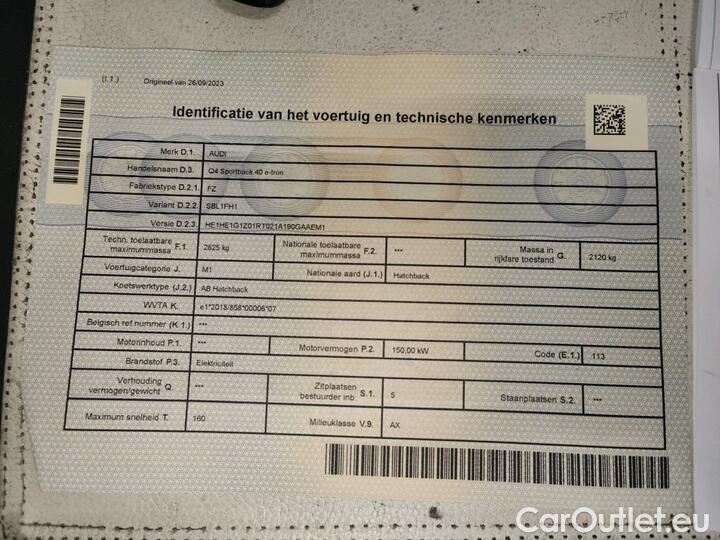 (I.1.) Origineel van 26/09/2023
Identificatie van het voertuig en technische kenmerken
Merk D.1. AUDI
Handelsnaam D.3. Q4 Sportback 40 e-tron
Fabriekstype D.2.1. FZ
Variant D.2.2. SBL1FH1
Versie D.2.3. HE1HE1G1Z01RT021A190GAAEM1
Techn. toelaatbare maximummassa F.1. 2625 kg Nationale toelaatbare maximummassa F.2. *** Massa in rijklare toestand G. 2120 kg
Voertuigcategorie J. M1 Nationale aard (J.1.) Hatchback
Koetswerktype (J.2.) AB Hatchback
WVTA K. e1*2018/858*00006*07
Belgisch ref nummer (K.1.) ***
Motorinhoud P.1. *** Motorvermogen P.2. 150,00 kW Code (E.1.) 113
Brandstof P.3. Elektriciteit
Verhouding vermogen/gewicht Q. *** Zitplaatsen bestuurder inb. S.1. 5 Staanplaatsen S.2. ***
Maximum snelheid T. 160 Milieuklasse V.9. AX
CarOutlet.eu